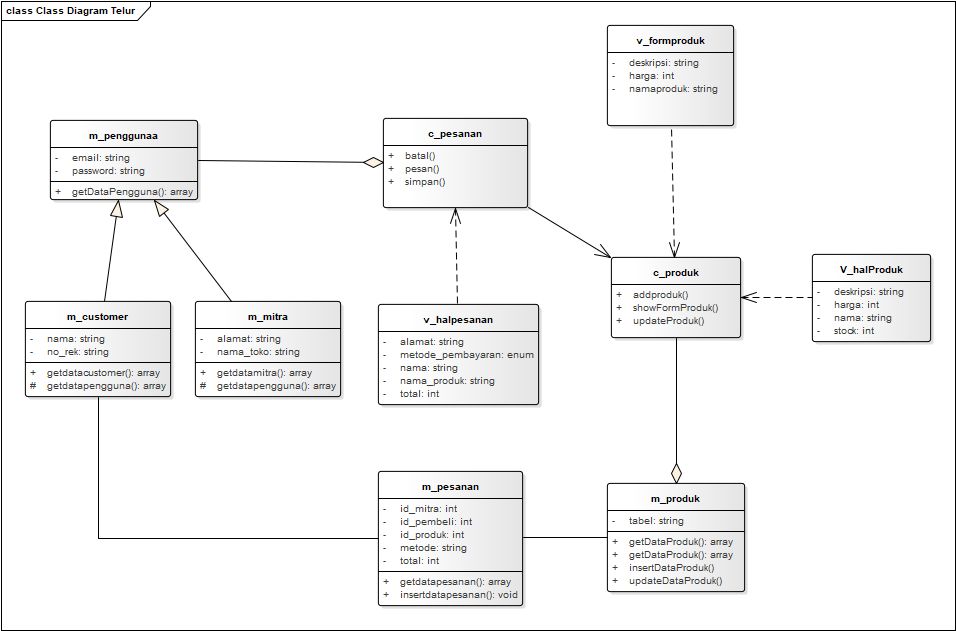 class Class Diagram Telur
v_formproduk
- deskripsi: string
- harga: int
- namaproduk: string
m_penggunaa
- email: string
- password: string
+ getDataPengguna(): array
c_pesanan
+ batal()
+ pesan()
+ simpan()
c_produk
+ addproduk()
+ showFormProduk()
+ updateProduk()
V_halProduk
- deskripsi: string
- harga: int
- nama: string
- stock: int
m_customer
- nama: string
- no_rek: string
+ getdatacustomer(): array
# getdatapengguna(): array
m_mitra
- alamat: string
- nama_toko: string
+ getdatamitra(): array
# getdatapengguna(): array
v_halpesanan
- alamat: string
- metode_pembayaran: enum
- nama: string
- nama_produk: string
- total: int
m_pesanan
- id_mitra: int
- id_pembeli: int
- id_produk: int
- metode: string
- total: int
+ getdatapesanan(): array
+ insertdatapesanan(): void
m_produk
- tabel: string
+ getDataProduk(): array
+ getDataProduk(): array
+ insertDataProduk()
+ updateDataProduk()